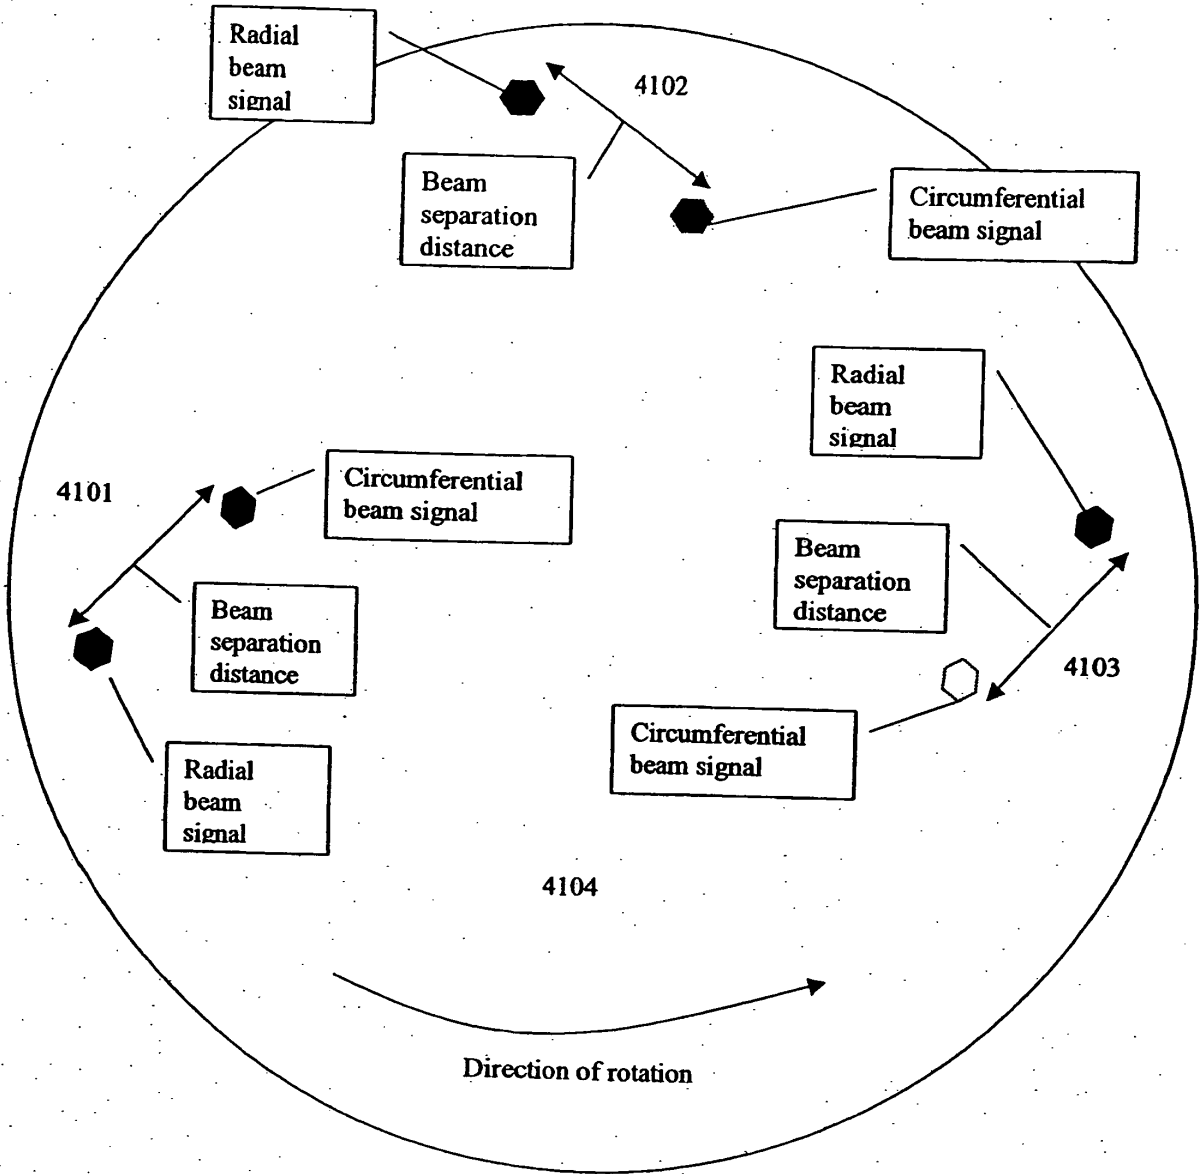 Radial
beam
signal
4102
Beam
separation
distance
Circumferential
beam signal
Radial
beam
signal
4101
Circumferential
beam signal
Beam
separation
distance
Beam
separation
distance
4103
Circumferential
beam signal
Radial
beam
signal
4104
Direction of rotation